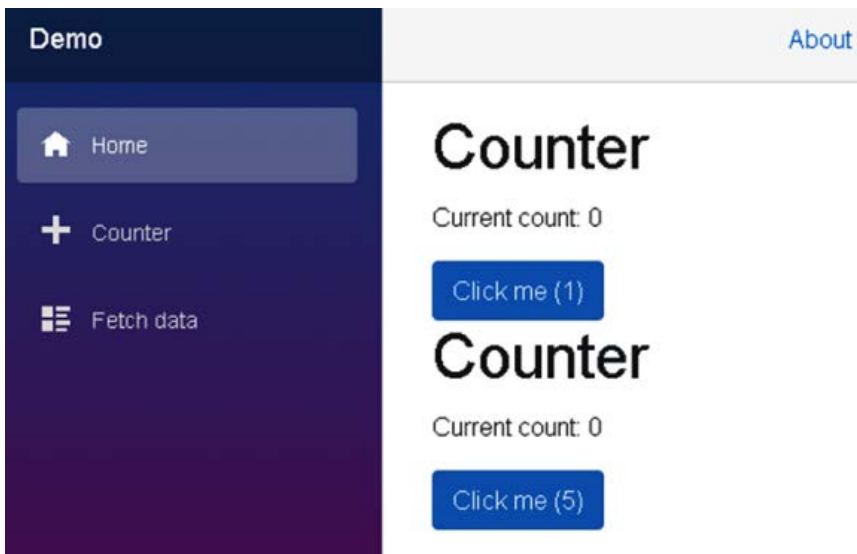 Demo
About
Home
Counter
Fetch data
Counter
Current count: 0
Click me (1)
Counter
Current count: 0
Click me (5)